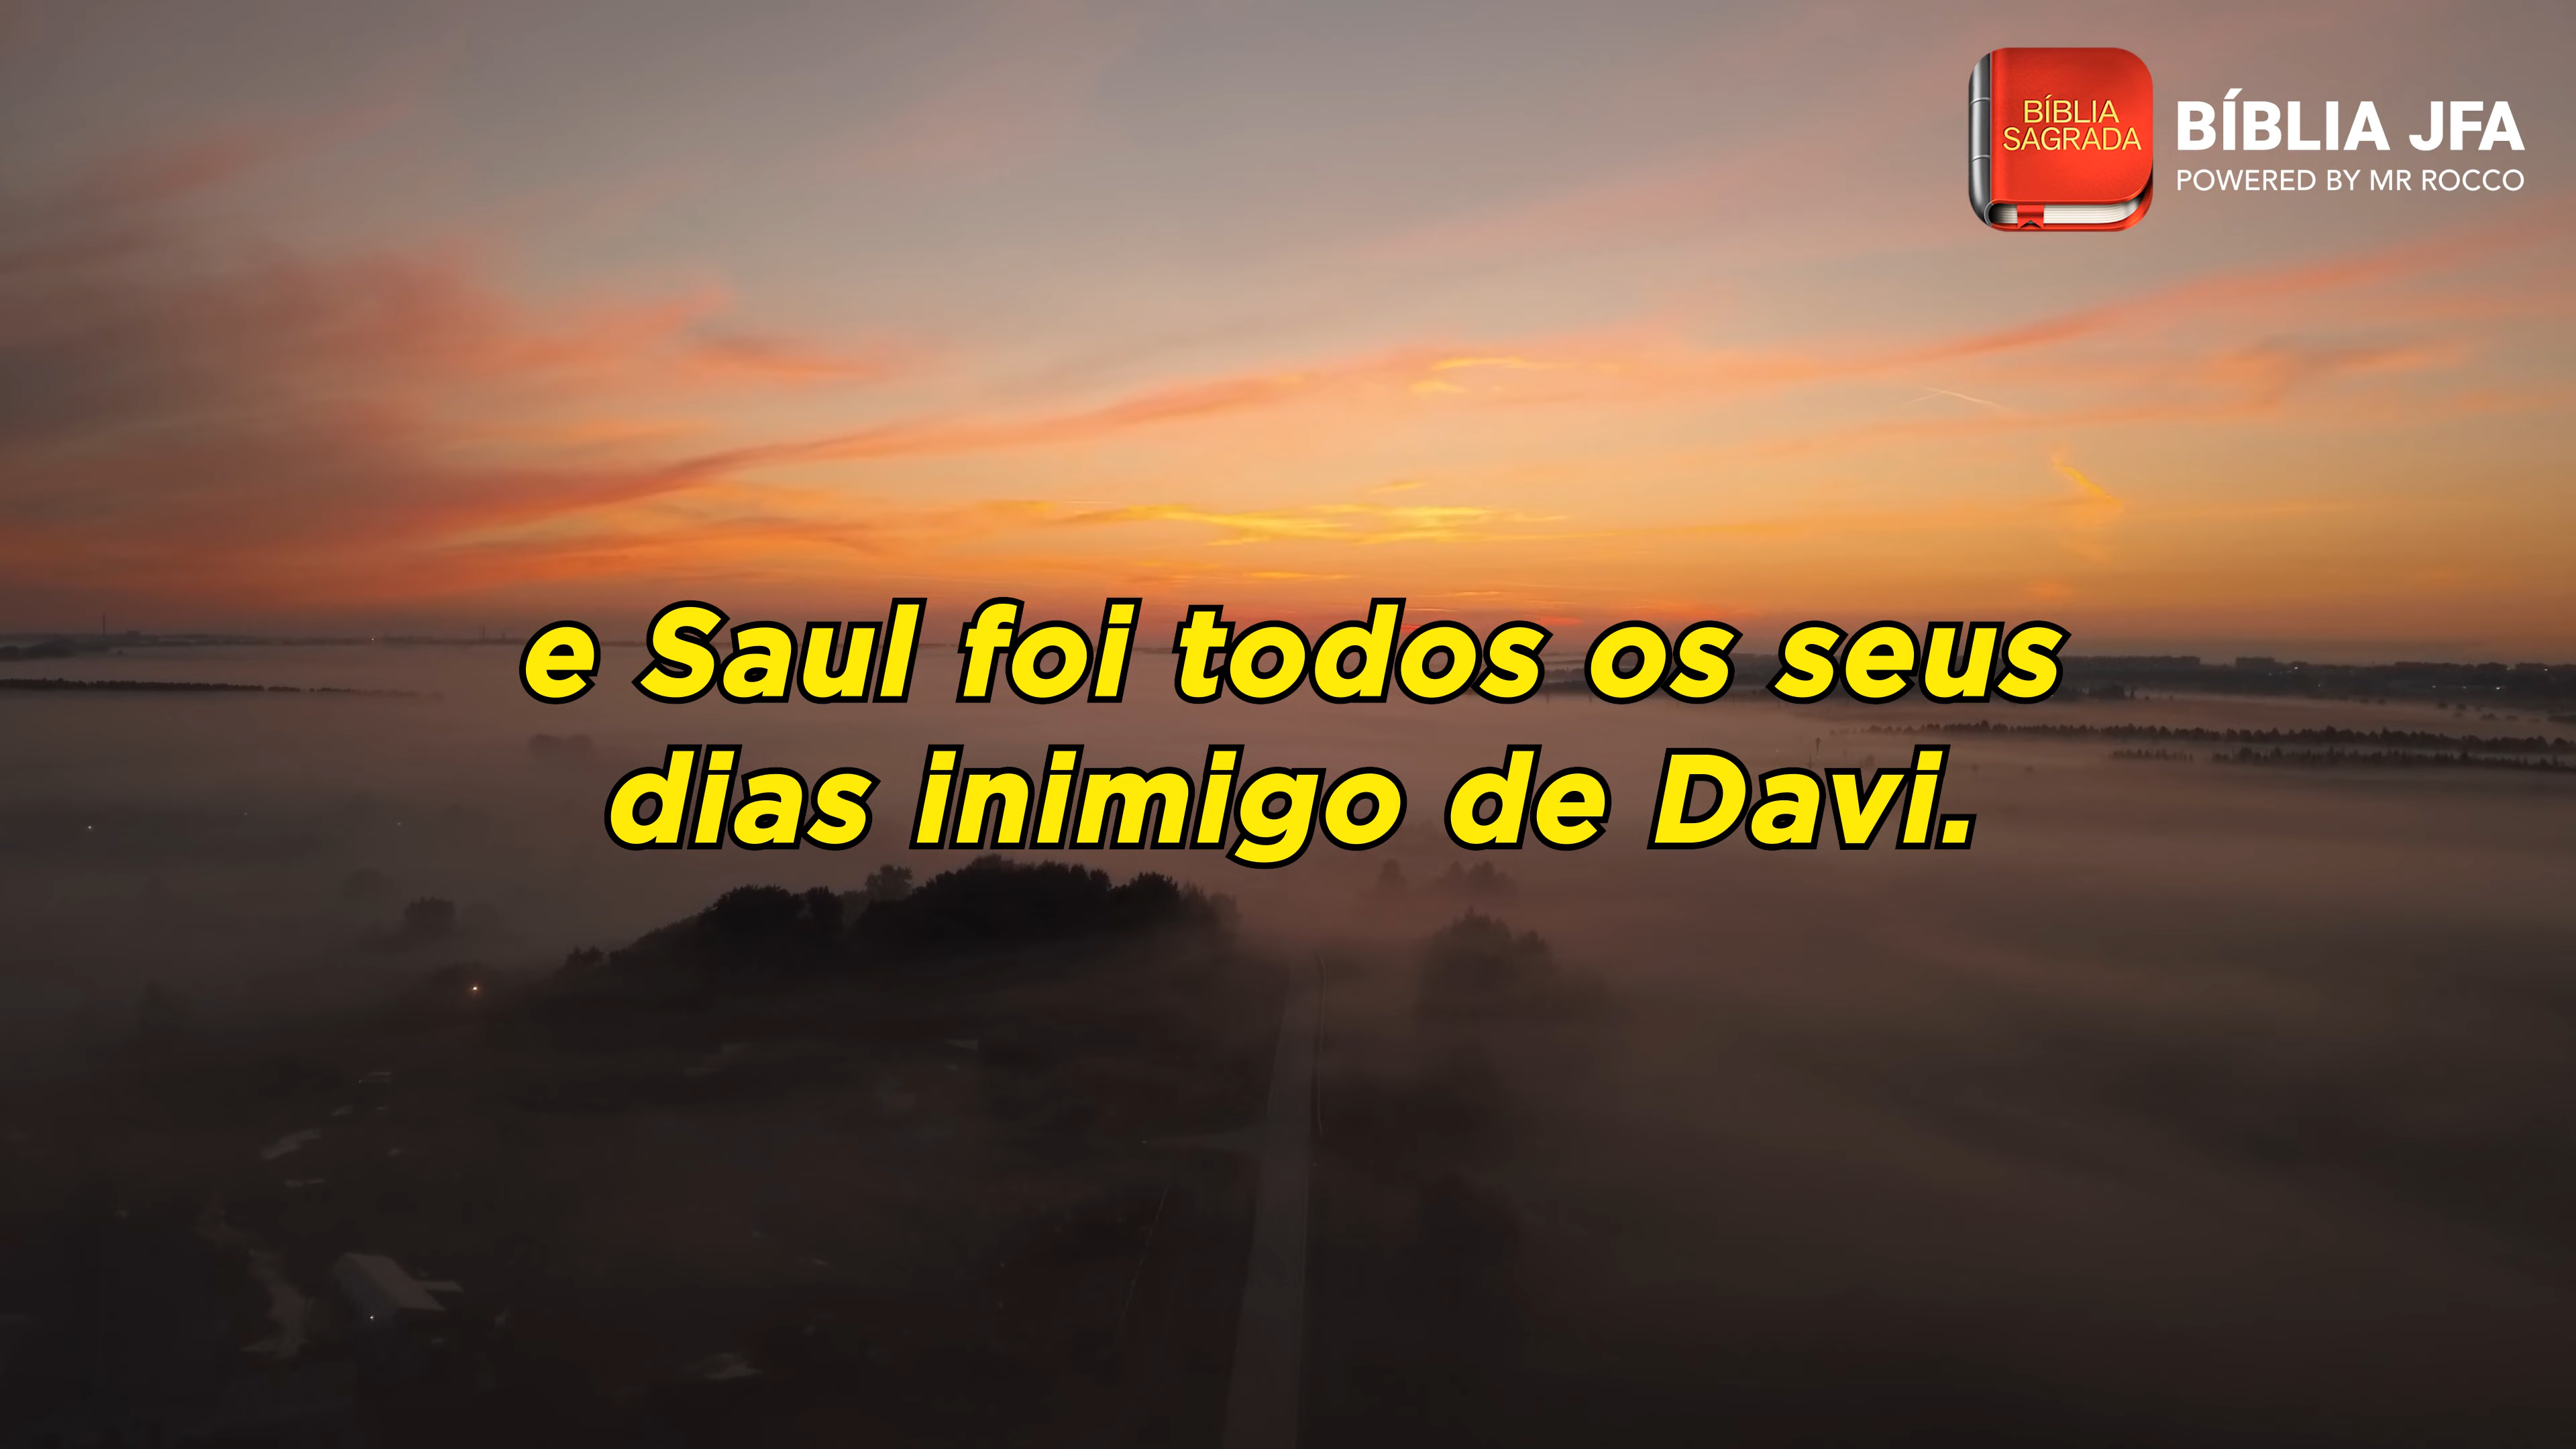 BÍBLIA
SAGRADA
BÍBLIA JFA
POWERED BY MR ROCCO
e Saul foi todos os seus
dias inimigo de Davi.